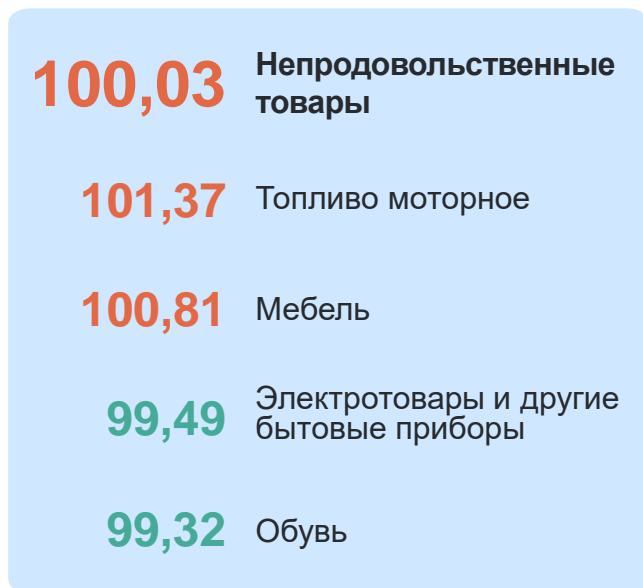 100,03 Непродовольственные
товары
101,37 Топливо моторное
100,81 Мебель
99,49 Электротовары и другие
бытовые приборы
99,32 Обувь